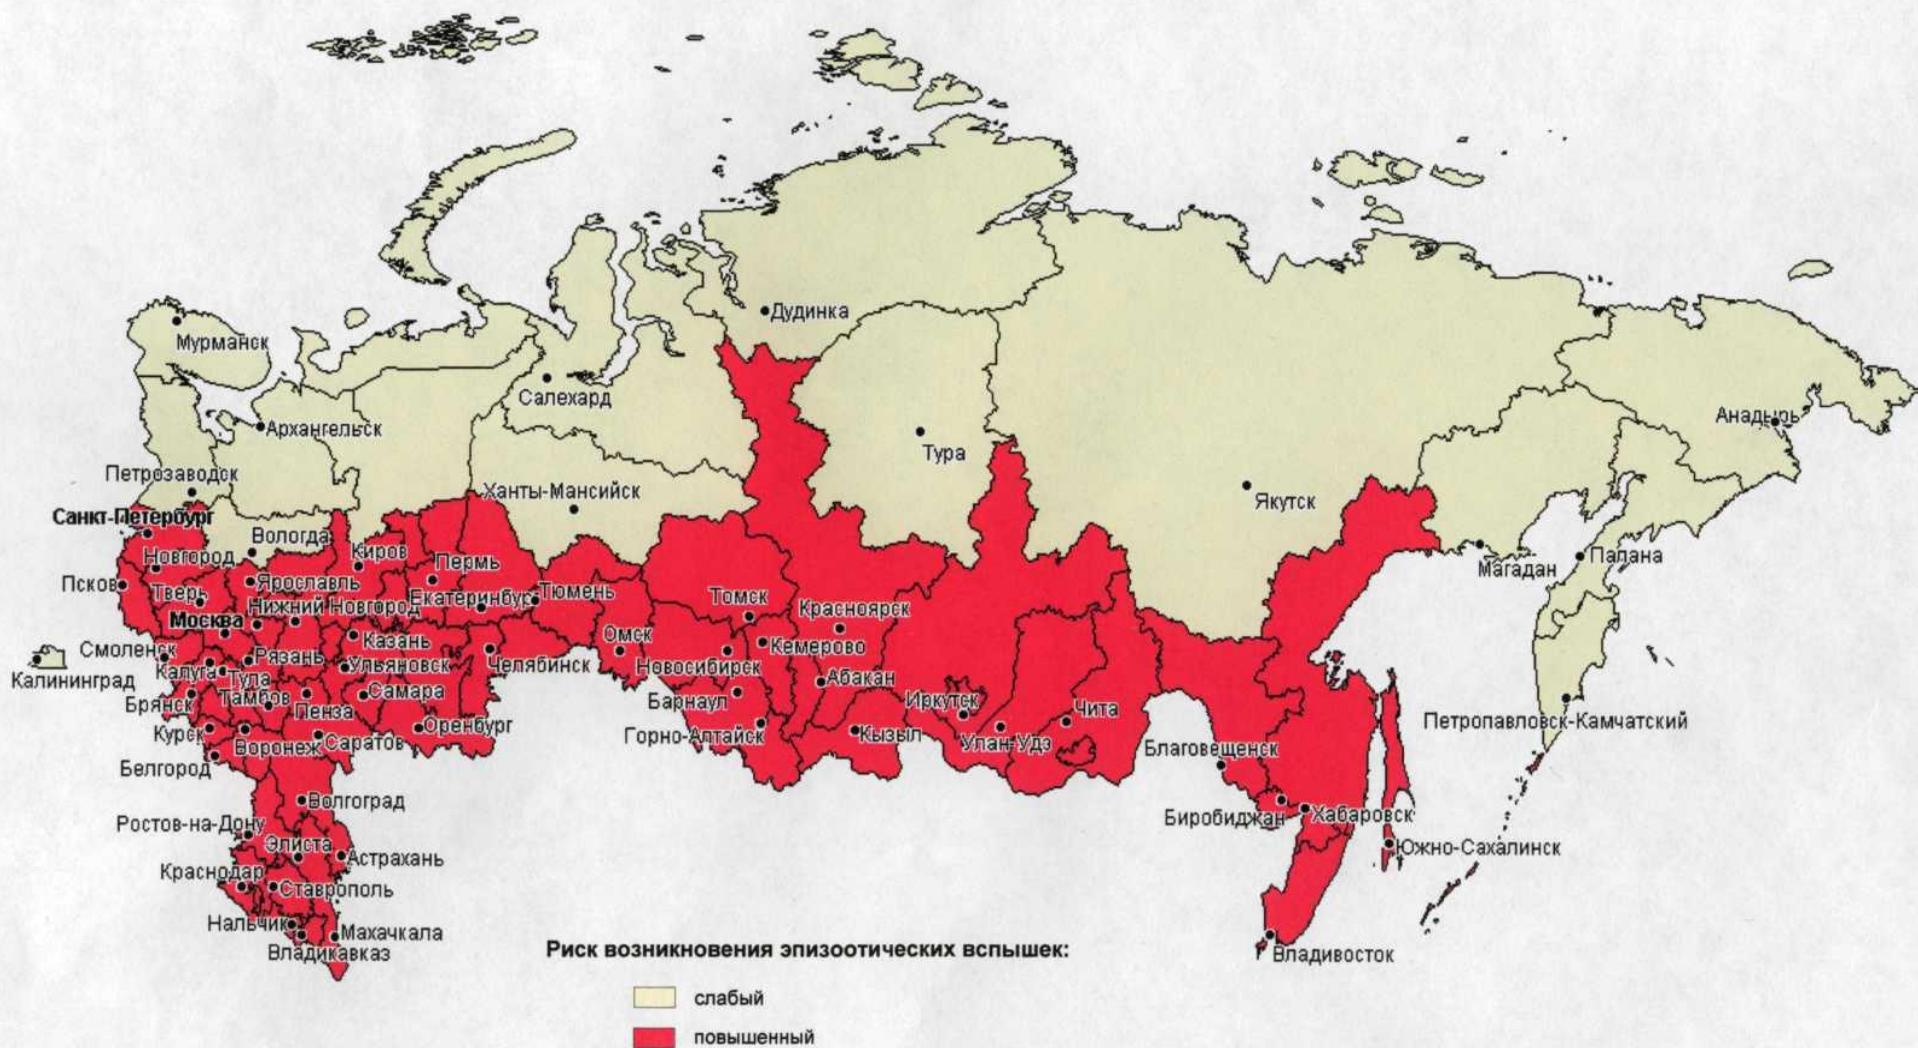 Мурманск
Дудинка
Салехард
Архангельск
Анадырь
Тура
Петрозаводск
Ханты-Мансийск
Якутск
Санкт-Петербург
Вологда
Новгород
Киров
Палана
Пермь
Магадан
Псков
Ярославль
Тверь
Екатеринбург
Тюмень
Томск
Нижний Новгород
Красноярск
Москва
Казань
Омск
Кемерово
Смоленск
Рязань
Ульяновск
Челябинск
Новосибирск
Калуга
Тула
Калининград
Абакан
Самара
Тамбов
Барнаул
Иркутск
Брянск
Пенза
Чита
Петропавловск-Камчатский
Оренбург
Курск
Горно-Алтайск
Кызыл
Воронеж
Саратов
Улан-Удэ
Благовещенск
Белгород
Волгоград
Биробиджан
Хабаровск
Ростов-на-Дону
Элиста
Южно-Сахалинск
Астрахань
Краснодар
Ставрополь
Нальчик
Махачкала
Владикавказ
Владивосток
Риск возникновения эпизоотических вспышек:
слабый
повышенный